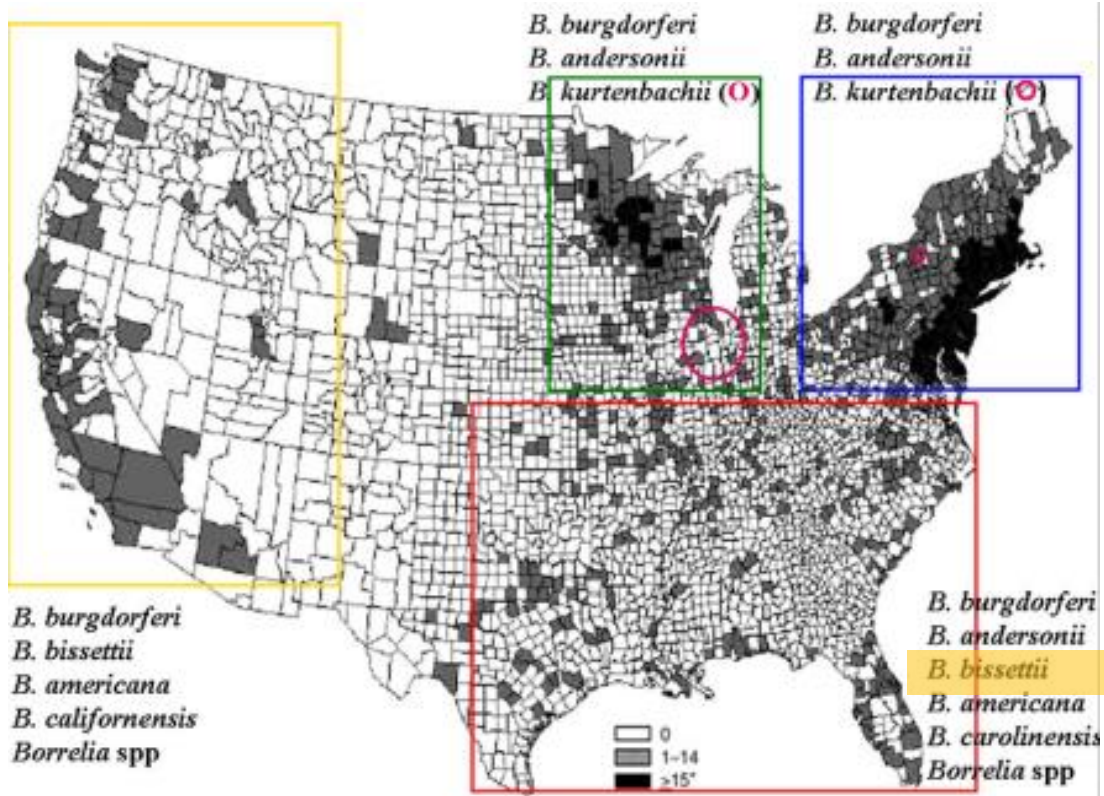 B. burgdorferi
B. andersonii
B. kurtenbachii (O)
B. burgdorferi
B. andersonii
B. kurtenbachii (O)
B. burgdorferi
B. bissettii
B. americana
B. californensis
Borrelia spp
0
1–14
≥15*
B. burgdorferi
B. andersonii
B. bissettii
B. americana
B. carolinensis
Borrelia spp